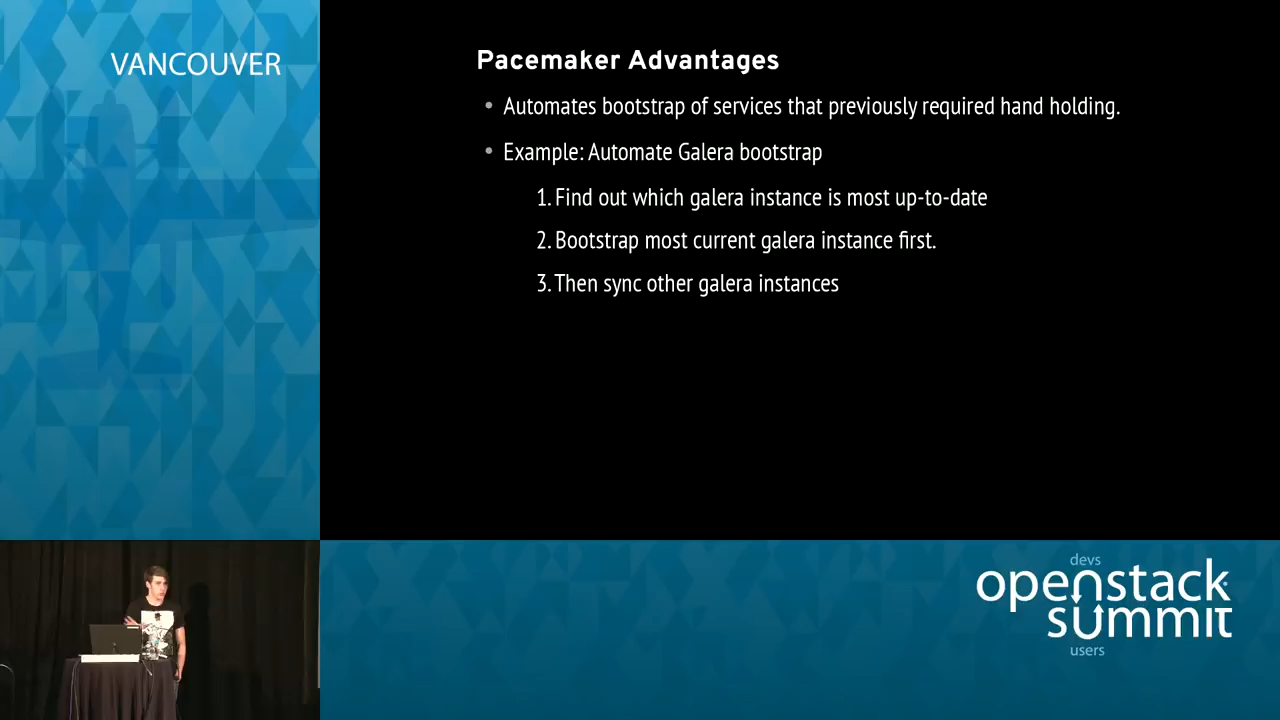 VANCOUVER
Pacemaker Advantages
• Automates bootstrap of services that previously required hand holding.
• Example: Automate Galera bootstrap
1. Find out which galera instance is most up-to-date
2. Bootstrap most current galera instance first.
3. Then sync other galera instances
devs
openstack
summit
users